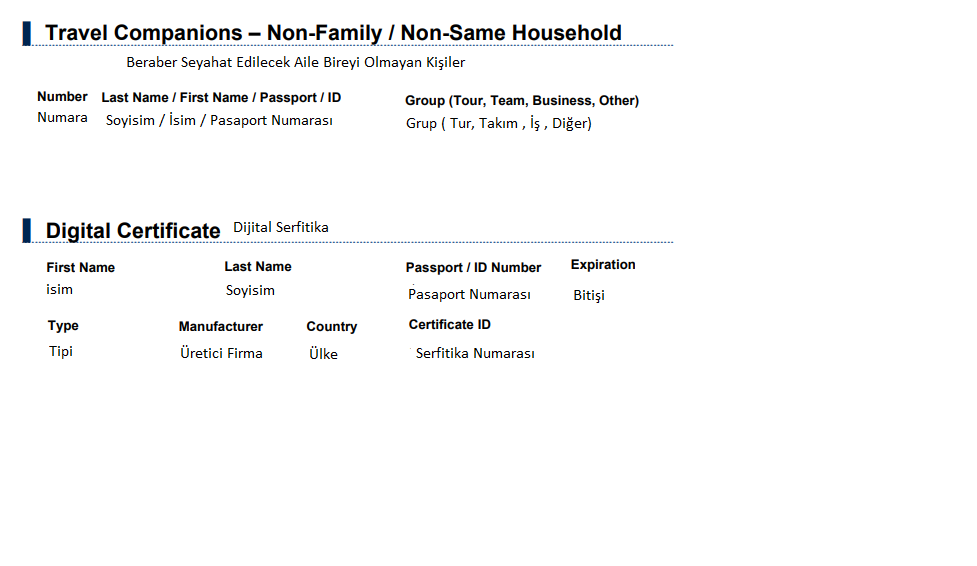 Travel Companions – Non-Family / Non-Same Household
Beraber Seyahat Edilecek Aile Bireyi Olmayan Kişiler
Number Last Name / First Name / Passport / ID Group (Tour, Team, Business, Other)
Numara Soyisim / İsim / Pasaport Numarası Grup ( Tur, Takım , İş , Diğer)
Digital Certificate Dijital Serfitika
First Name Last Name Passport / ID Number Expiration
isim Soyisim Pasaport Numarası Bitişi
Type Manufacturer Country Certificate ID
Tipi Üretici Firma Ülke Serfitika Numarası